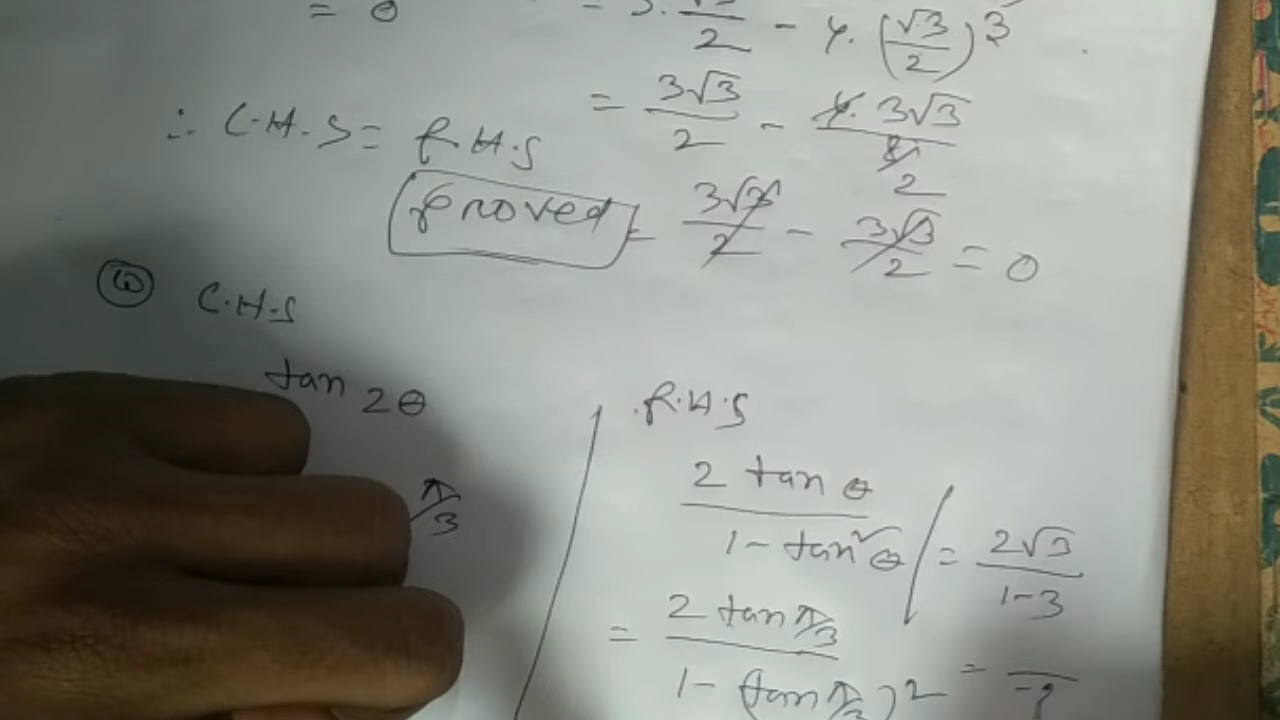 = 0
= 3. √3/2 - 4. (√3/2)3
= 3√3/2 - 4. 3√3/8 2
∴ L.H.S = R.H.S
Proved
= 3√3/2 - 3√3/2 = 0
L.H.S
tan 2θ
π/3
R.H.S
2 tan θ / 1 - tan²θ
= 2√3 / 1-3
= 2 tan π/3 / 1 - (tan π/3)2
= / -2